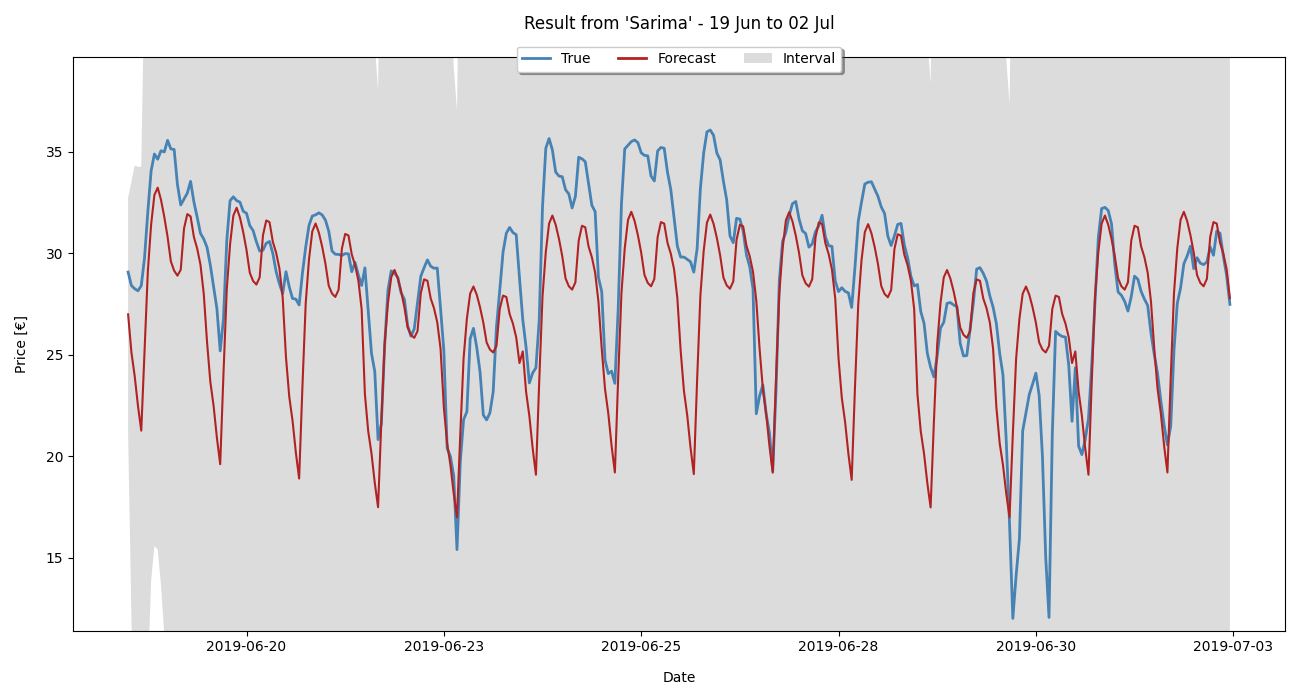 Result from 'Sarima' - 19 Jun to 02 Jul
True Forecast Interval
35
30
25
20
15
Price [€]
2019-06-20 2019-06-23 2019-06-25 2019-06-28 2019-06-30 2019-07-03
Date